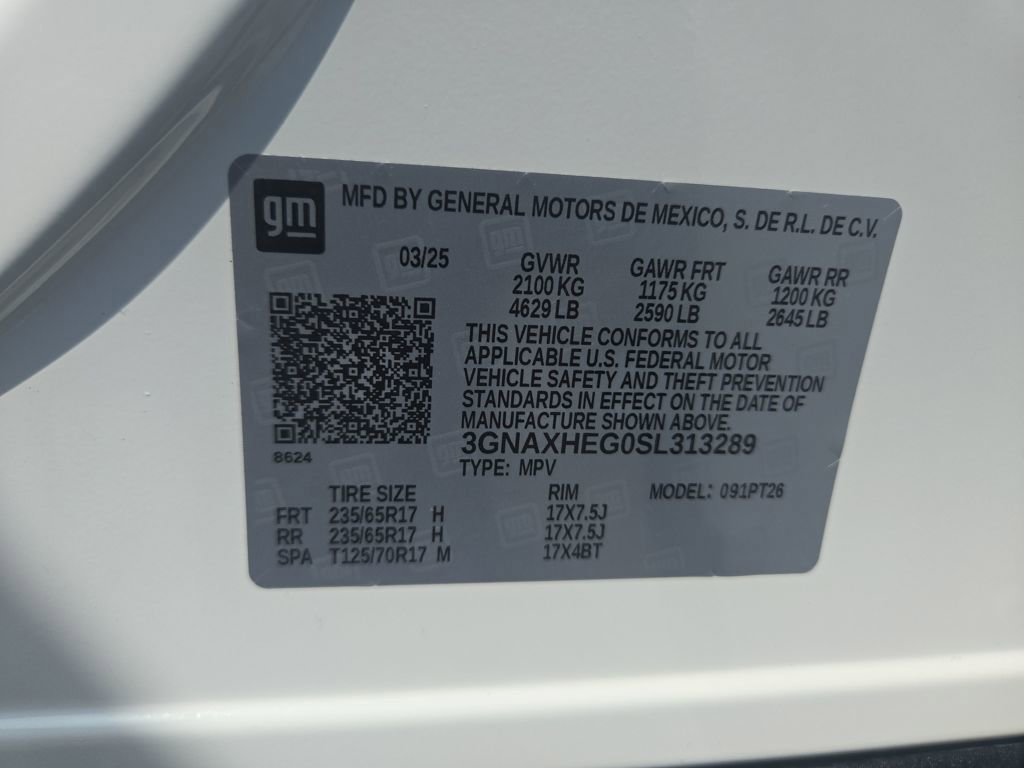 gm
MFD BY GENERAL MOTORS DE MEXICO, S. DE R.L. DE C.V.
03/25 GVWR GAWR FRT GAWR RR
2100 KG 1175 KG 1200 KG
4629 LB 2590 LB 2645 LB
THIS VEHICLE CONFORMS TO ALL
APPLICABLE U.S. FEDERAL MOTOR
VEHICLE SAFETY AND THEFT PREVENTION
STANDARDS IN EFFECT ON THE DATE OF
MANUFACTURE SHOWN ABOVE.
3GNAXHEG0SL313289
8624
TYPE: MPV
TIRE SIZE RIM MODEL: 091PT26
FRT 235/65R17 H 17X7.5J
RR 235/65R17 H 17X7.5J
SPA T125/70R17 M 17X4BT